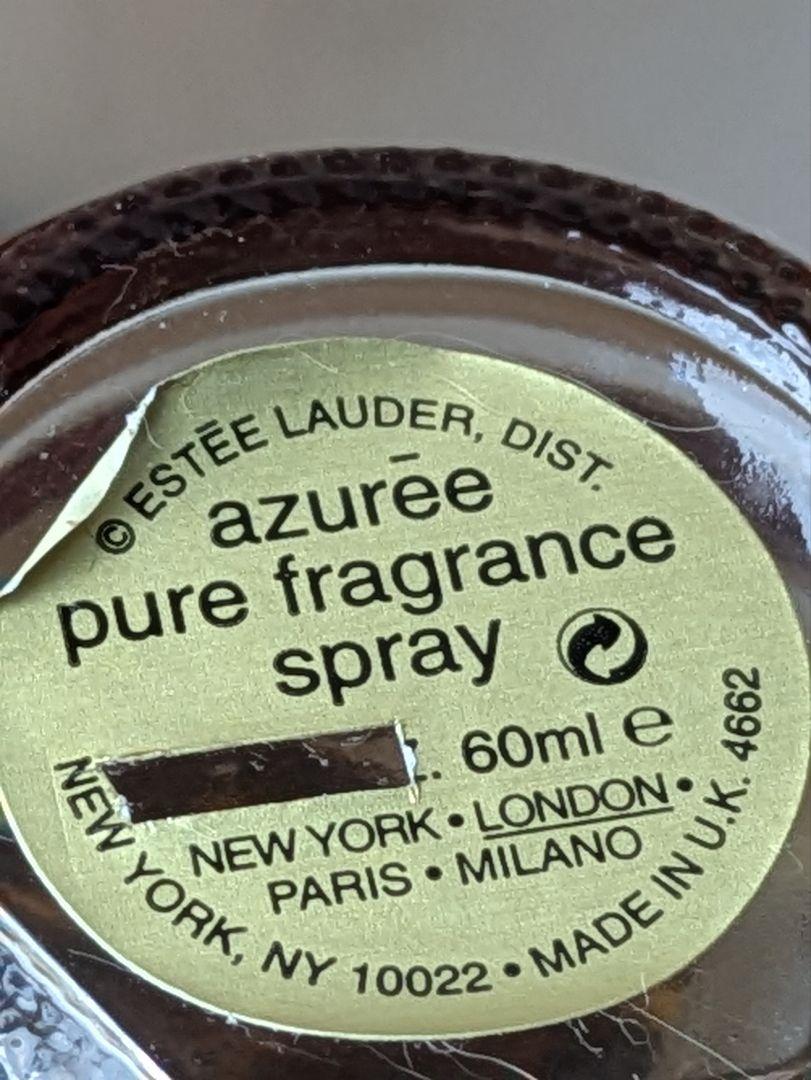 © ESTĒE LAUDER, DIST.
azurēe
pure fragrance
spray
60ml e
NEW YORK • LONDON •
PARIS • MILANO
NEW YORK, NY 10022 • MADE IN U.K. 4662